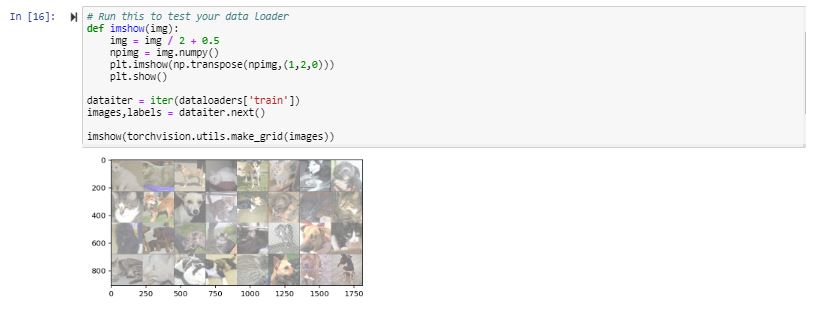 In [16]:
# Run this to test your data loader
def imshow(img):
    img = img / 2 + 0.5
    npimg = img.numpy()
    plt.imshow(np.transpose(npimg,(1,2,0)))
    plt.show()

dataiter = iter(dataloaders['train'])
images,labels = dataiter.next()

imshow(torchvision.utils.make_grid(images))
0
200
400
600
800
0 250 500 750 1000 1250 1500 1750